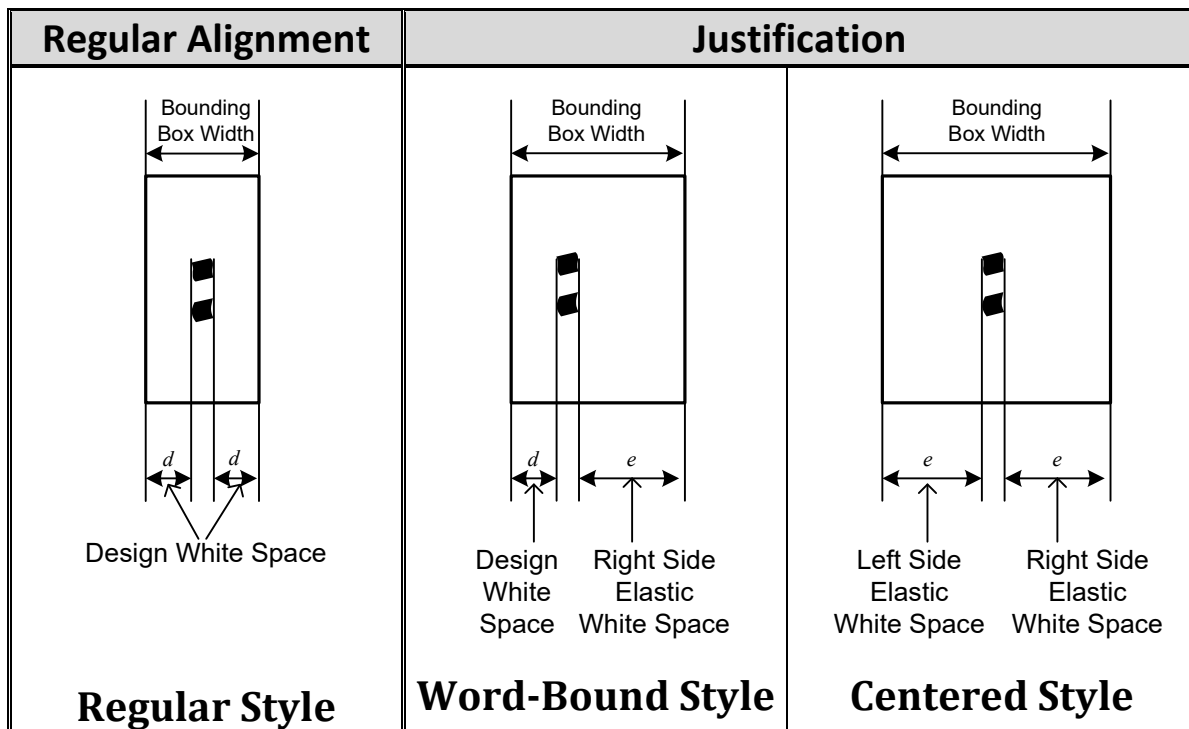 Regular Alignment
Justification
Bounding
Box Width
d
d
Design White Space
Regular Style
Bounding
Box Width
d
e
Design
White
Space
Right Side
Elastic
White Space
Word-Bound Style
Bounding
Box Width
e
e
Left Side
Elastic
White Space
Right Side
Elastic
White Space
Centered Style